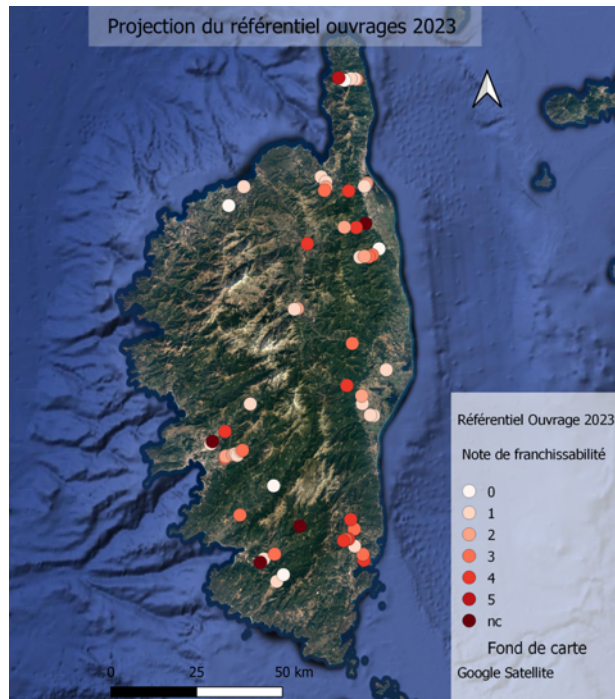 Projection du référentiel ouvrages 2023
Référentiel Ouvrage 2023
Note de franchissabilité
0
1
2
3
4
5
nc
Fond de carte
Google Satellite
0 25 50 km